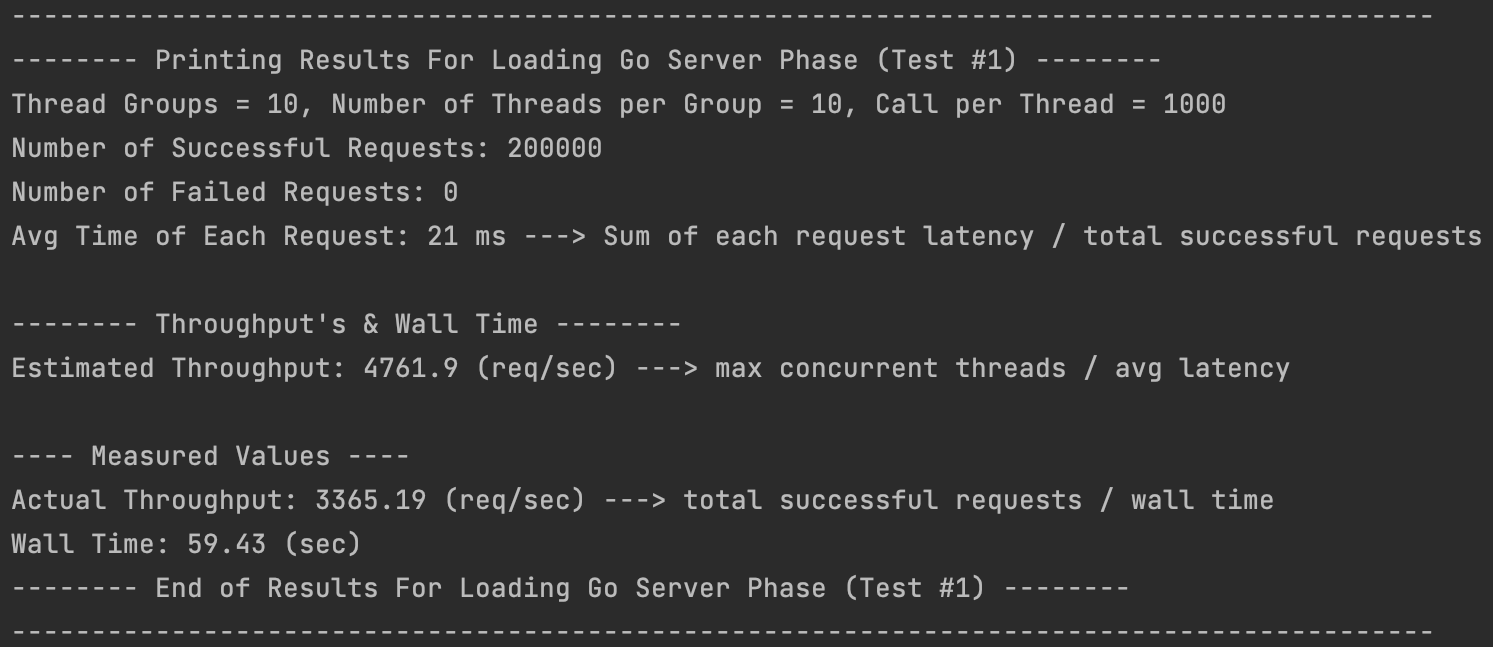 -----------------------------------------------------------------------------------------
-------- Printing Results For Loading Go Server Phase (Test #1) --------
Thread Groups = 10, Number of Threads per Group = 10, Call per Thread = 1000
Number of Successful Requests: 200000
Number of Failed Requests: 0
Avg Time of Each Request: 21 ms ---> Sum of each request latency / total successful requests
-------- Throughput's & Wall Time --------
Estimated Throughput: 4761.9 (req/sec) ---> max concurrent threads / avg latency
---- Measured Values ----
Actual Throughput: 3365.19 (req/sec) ---> total successful requests / wall time
Wall Time: 59.43 (sec)
-------- End of Results For Loading Go Server Phase (Test #1) --------
-----------------------------------------------------------------------------------------